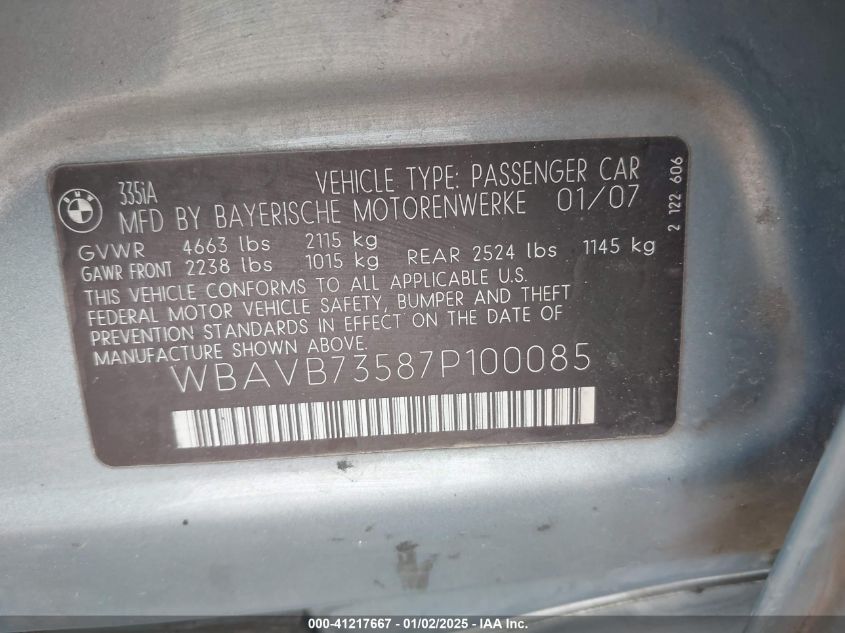 335iA
VEHICLE TYPE: PASSENGER CAR
MFD BY BAYERISCHE MOTORENWERKE 01/07
GVWR 4663 lbs 2115 kg
GAWR FRONT 2238 lbs 1015 kg REAR 2524 lbs 1145 kg
THIS VEHICLE CONFORMS TO ALL APPLICABLE U.S.
FEDERAL MOTOR VEHICLE SAFETY, BUMPER AND THEFT
PREVENTION STANDARDS IN EFFECT ON THE DATE OF
MANUFACTURE SHOWN ABOVE.
WBAVB73587P100085
2 122 606
000-41217667 - 01/02/2025 - IAA Inc.